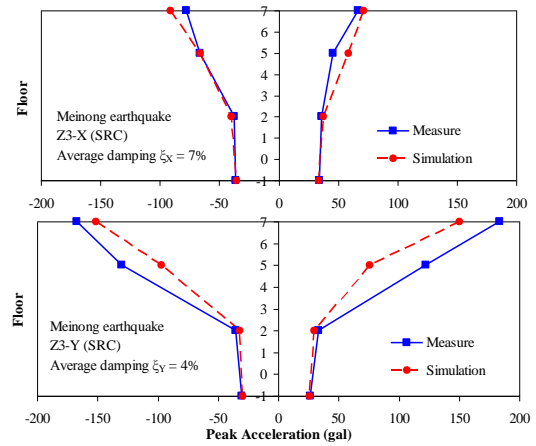 7
6
5
4
3
2
1
0
-1
Floor
Meinong earthquake
Z3-X (SRC)
Average damping ξX = 7%
Measure
Simulation
-200 -150 -100 -50 0 50 100 150 200
7
6
5
4
3
2
1
0
-1
Floor
Meinong earthquake
Z3-Y (SRC)
Average damping ξY = 4%
Measure
Simulation
-200 -150 -100 -50 0 50 100 150 200
Peak Acceleration (gal)